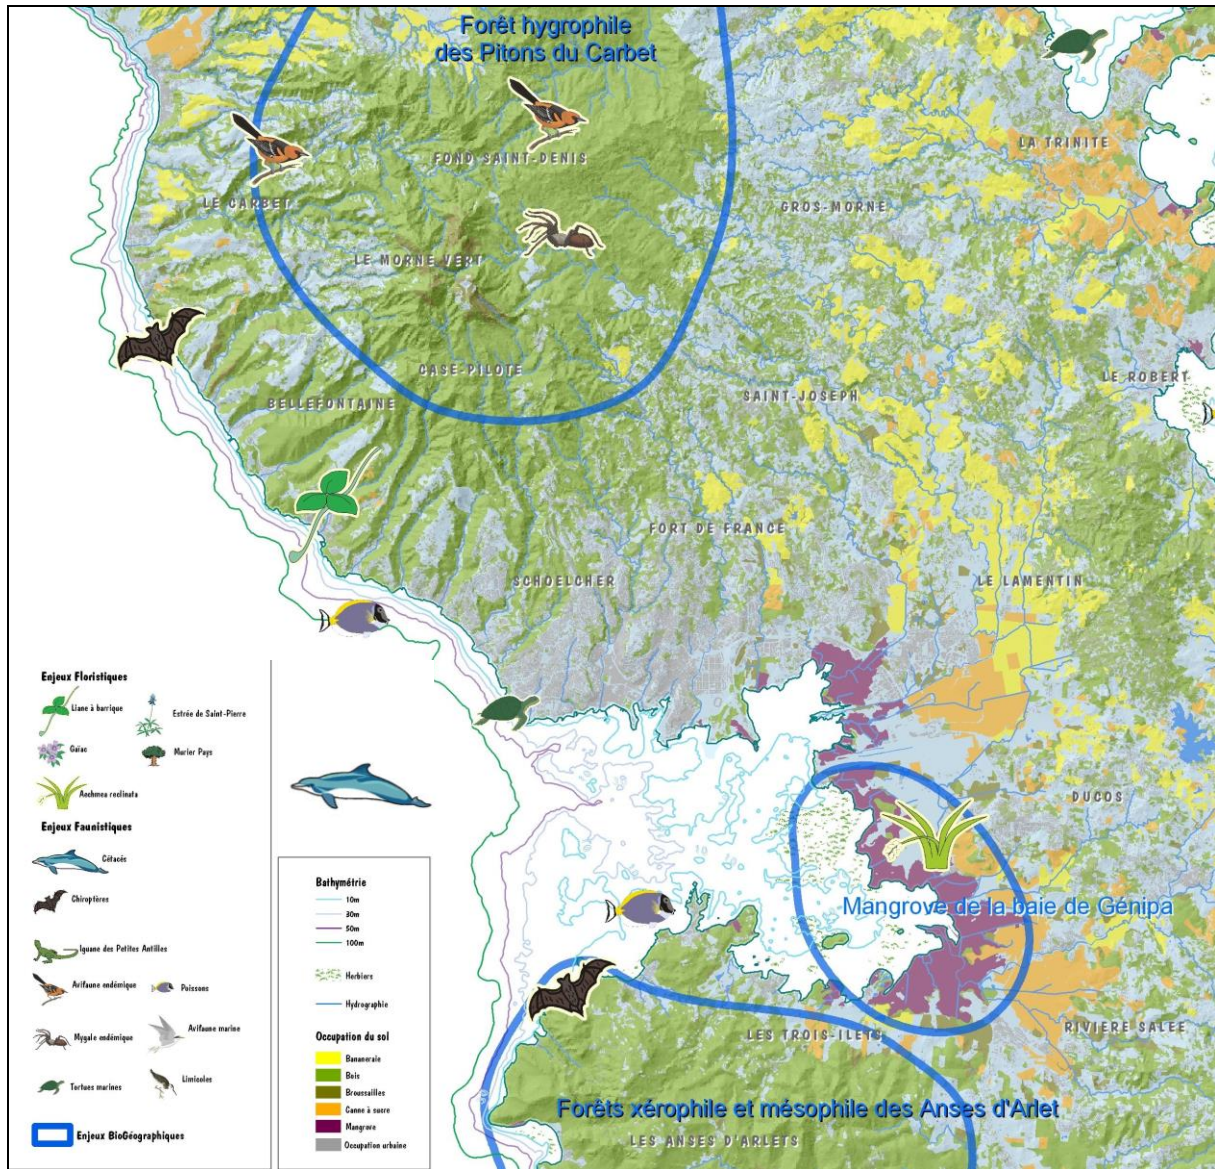 Forêt hygrophile
des Pitons du Carbet
FOND SAINT-DENIS
LA TRINITE
LE CARBET
GROS-MORNE
LE MORNE VERT
CASE-PILOTE
LE ROBERT
BELLEFONTAINE
SAINT-JOSEPH
FORT DE FRANCE
SCHOELCHER
LE LAMENTIN
DUCOS
Mangrove de la baie de Génipa
RIVIERE SALEE
LES TROIS-ILETS
Forêts xérophile et mésophile des Anses d'Arlet
LES ANSES D'ARLETS
Enjeux Floristiques
Liane à barrique
Estrée de Saint-Pierre
Gaïac
Murier Pays
Aechmea reclinata
Enjeux Faunistiques
Cétacés
Chiroptères
Iguane des Petites Antilles
Avifaune endémique
Poissons
Mygale endémique
Avifaune marine
Tortues marines
Limicoles
Enjeux BioGéographiques
Bathymétrie
10m
30m
50m
100m
Herbiers
Hydrographie
Occupation du sol
Bananeraie
Bois
Broussailles
Canne à sucre
Mangrove
Occupation urbaine